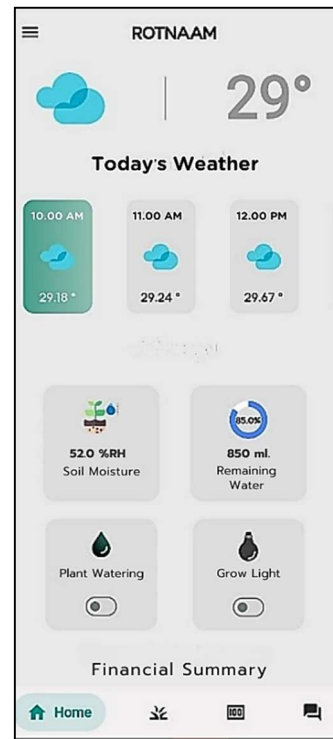 ROTNAAM
29°
Today's Weather
10.00 AM
11.00 AM
12.00 PM
29.18 °
29.24 °
29.67 °
85.0%
52.0 %RH
850 ml.
Soil Moisture
Remaining
Water
Plant Watering
Grow Light
Financial Summary
Home
100